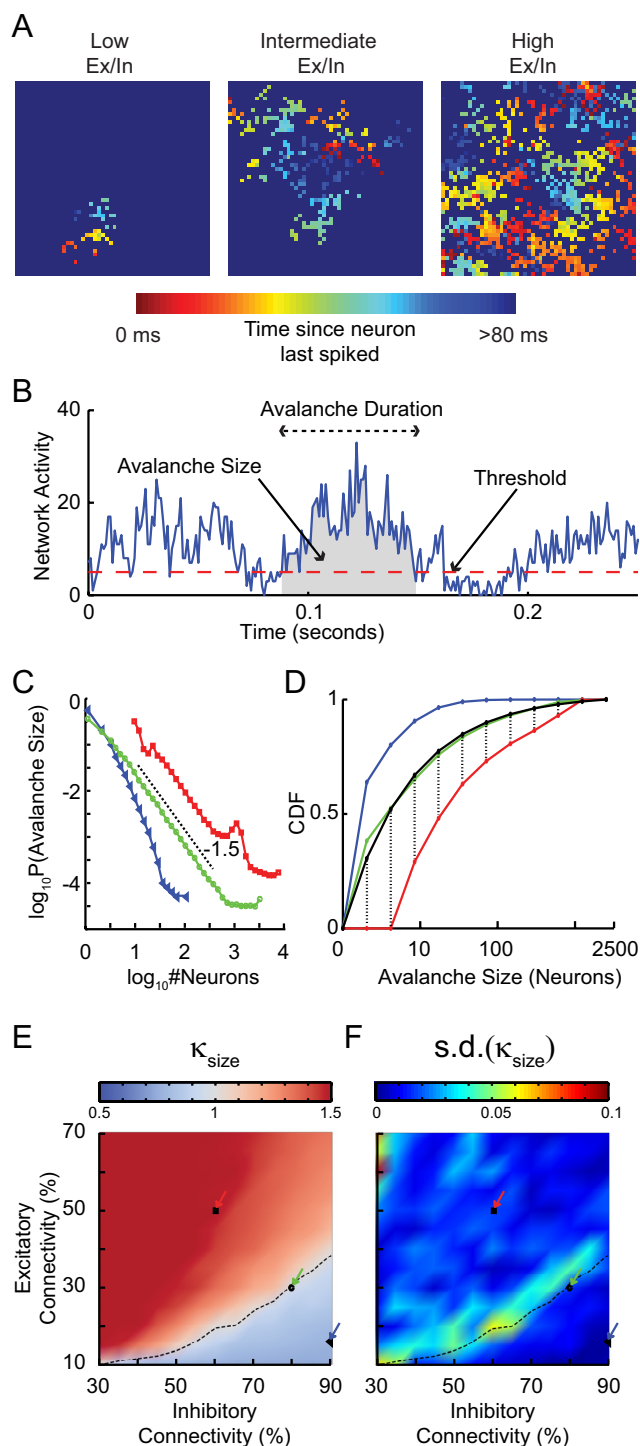 A
Low
Ex/In
Intermediate
Ex/In
High
Ex/In
0 ms
Time since neuron
last spiked
>80 ms
B
Network Activity
40
20
0
Avalanche Duration
Avalanche Size
Threshold
0
0.1
0.2
Time (seconds)
C
log10P(Avalanche Size)
0
-2
-4
-1.5
0
1
2
3
4
log10#Neurons
D
CDF
1
0.5
0
0
10
100
2500
Avalanche Size (Neurons)
E
κsize
0.5
1
1.5
Excitatory
Connectivity (%)
70
50
30
10
30
50
70
90
Inhibitory
Connectivity (%)
F
s.d.(κsize)
0
0.05
0.1
30
50
70
90
Inhibitory
Connectivity (%)